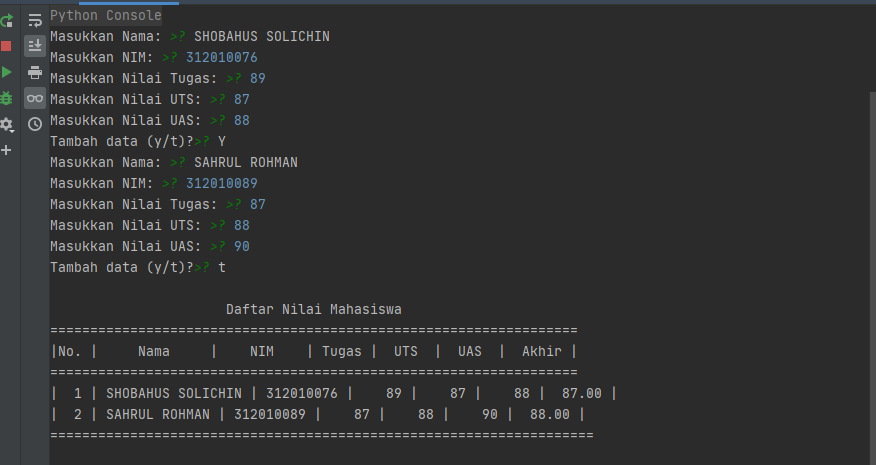 Python Console
Masukkan Nama: >? SHOBAHUS SOLICHIN
Masukkan NIM: >? 312010076
Masukkan Nilai Tugas: >? 89
Masukkan Nilai UTS: >? 87
Masukkan Nilai UAS: >? 88
Tambah data (y/t)?>? Y
Masukkan Nama: >? SAHRUL ROHMAN
Masukkan NIM: >? 312010089
Masukkan Nilai Tugas: >? 87
Masukkan Nilai UTS: >? 88
Masukkan Nilai UAS: >? 90
Tambah data (y/t)?>? t
Daftar Nilai Mahasiswa
==================================================================
|No. |     Nama     |    NIM    | Tugas |  UTS  |  UAS  |  Akhir |
==================================================================
|  1 | SHOBAHUS SOLICHIN | 312010076 |    89 |    87 |    88 |  87.00 |
|  2 | SAHRUL ROHMAN | 312010089 |    87 |    88 |    90 |  88.00 |
====================================================================